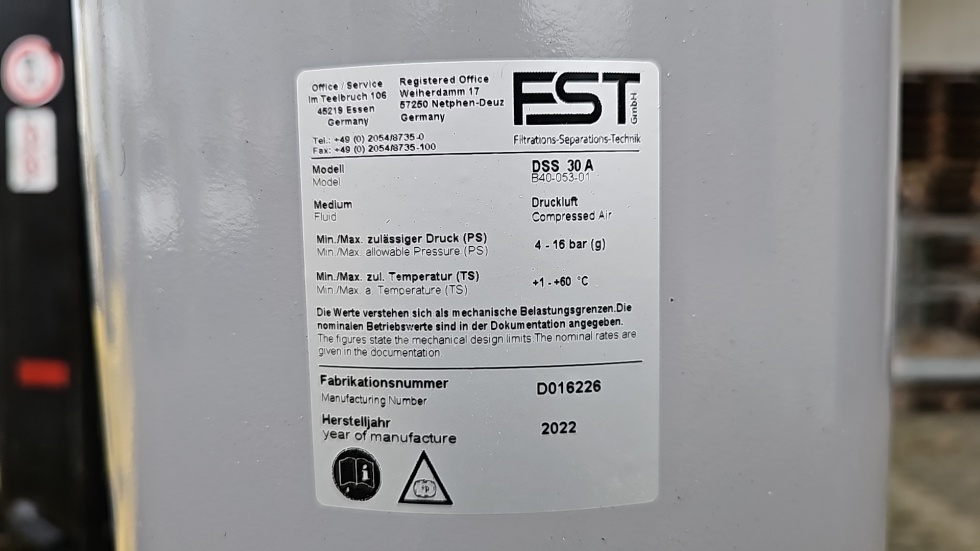 Office / Service
Im Teelbruch 106
45219 Essen
Germany
Tel.: +49 (0) 2054/8735-0
Fax: +49 (0) 2054/8735-100
Registered Office
Weiherdamm 17
57250 Netphen-Deuz
Germany
FST GmbH
Filtrations-Separations-Technik
Modell
Model
DSS 30 A
B40-053-01
Medium
Fluid
Druckluft
Compressed Air
Min./Max. zulässiger Druck (PS)
Min./Max. allowable Pressure (PS)
4 - 16 bar (g)
Min./Max. zul. Temperatur (TS)
Min./Max. a. Temperature (TS)
+1 - +60 °C
Die Werte verstehen sich als mechanische Belastungsgrenzen.Die
nominalen Betriebswerte sind in der Dokumentation angegeben.
The figures state the mechanical design limits.The nominal rates are
given in the documentation
Fabrikationsnummer
Manufacturing Number
D016226
Herstelljahr
year of manufacture
2022